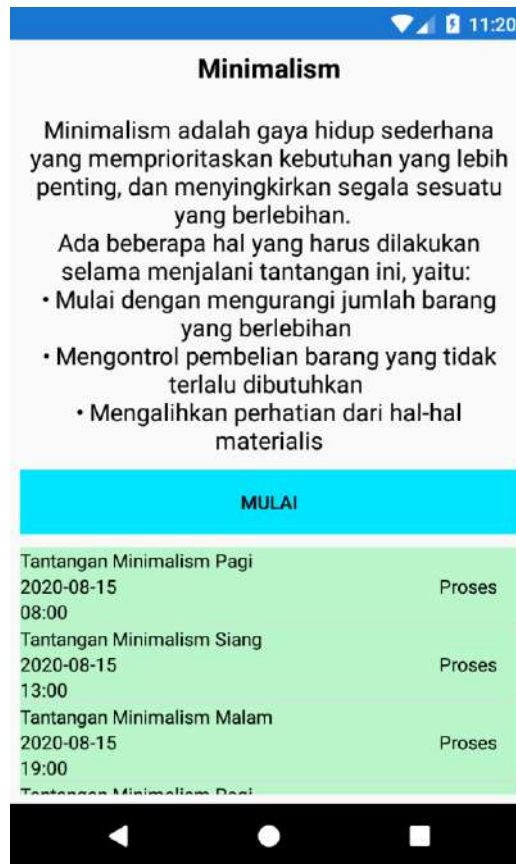 11:20
Minimalism
Minimalism adalah gaya hidup sederhana
yang memprioritaskan kebutuhan yang lebih
penting, dan menyingkirkan segala sesuatu
yang berlebihan.
Ada beberapa hal yang harus dilakukan
selama menjalani tantangan ini, yaitu:
• Mulai dengan mengurangi jumlah barang
yang berlebihan
• Mengontrol pembelian barang yang tidak
terlalu dibutuhkan
• Mengalihkan perhatian dari hal-hal
materialis
MULAI
Tantangan Minimalism Pagi
2020-08-15 Proses
08:00
Tantangan Minimalism Siang
2020-08-15 Proses
13:00
Tantangan Minimalism Malam
2020-08-15 Proses
19:00
Tantangan Minimalism Pagi